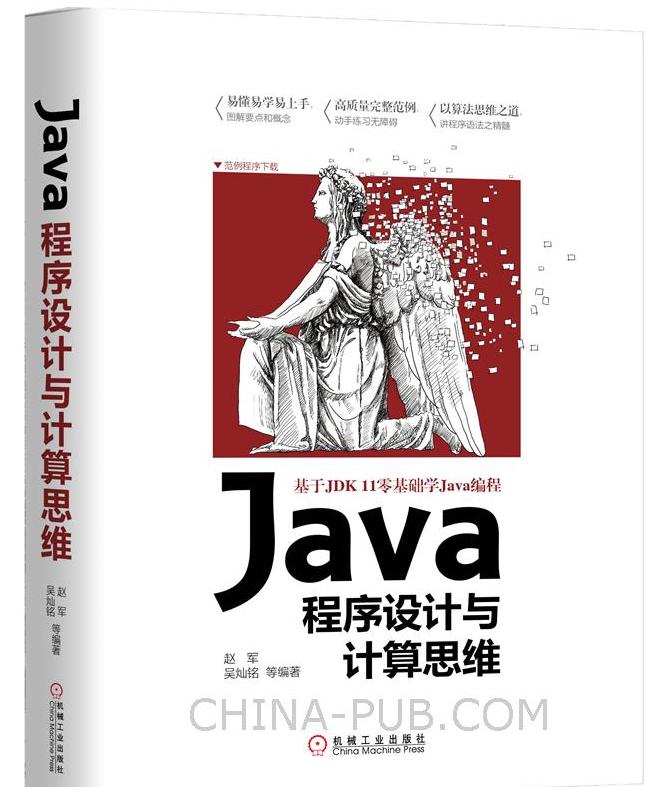 易懂易学易上手,
图解要点和概念
高质量完整范例,
动手练习无障碍
以算法思维之道,
讲程序语法之精髓
▼范例程序下载
基于JDK 11零基础学Java编程
Java
程序设计与
计算思维
赵 军
吴灿铭 等编著
CHINA-PUB.COM
机械工业出版社
China Machine Press
Java程序设计与计算思维
赵 军
吴灿铭 等编著
机械工业出版社
China Machine Press